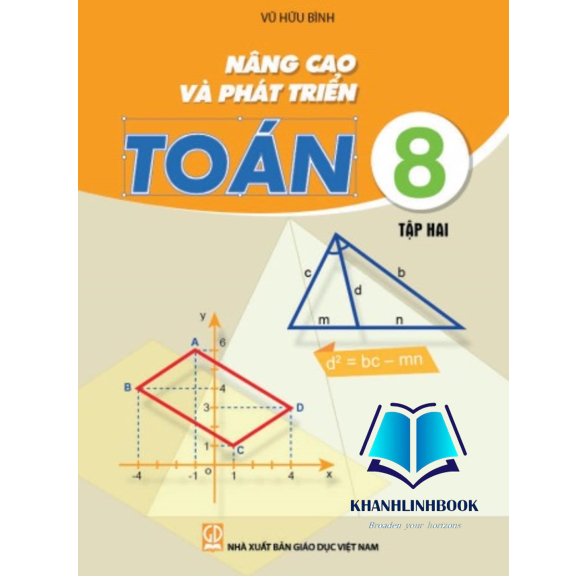 VŨ HỮU BÌNH
NÂNG CAO
VÀ PHÁT TRIỂN
TOÁN 8
TẬP HAI
c b
d
m n
d² = bc – mn
y
A 6
B 4
3 D
1 C
-4 -1 O 1 4 x
KHANHLINHBOOK
Broaden your horizons
GD
NHÀ XUẤT BẢN GIÁO DỤC VIỆT NAM